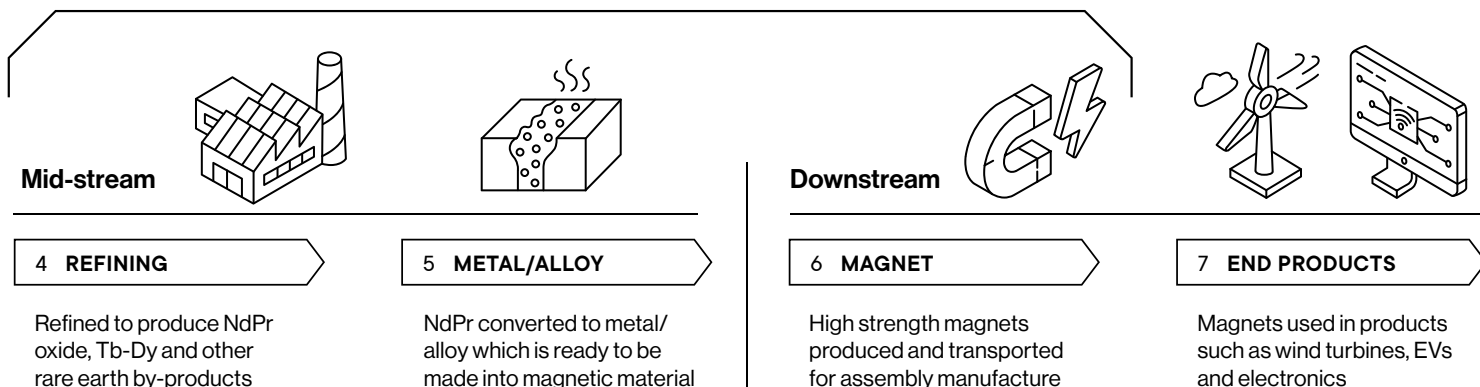 Mid-stream
Downstream
4 REFINING
Refined to produce NdPr
oxide, Tb-Dy and other
rare earth by-products
5 METAL/ALLOY
NdPr converted to metal/
alloy which is ready to be
made into magnetic material
6 MAGNET
High strength magnets
produced and transported
for assembly manufacture
7 END PRODUCTS
Magnets used in products
such as wind turbines, EVs
and electronics